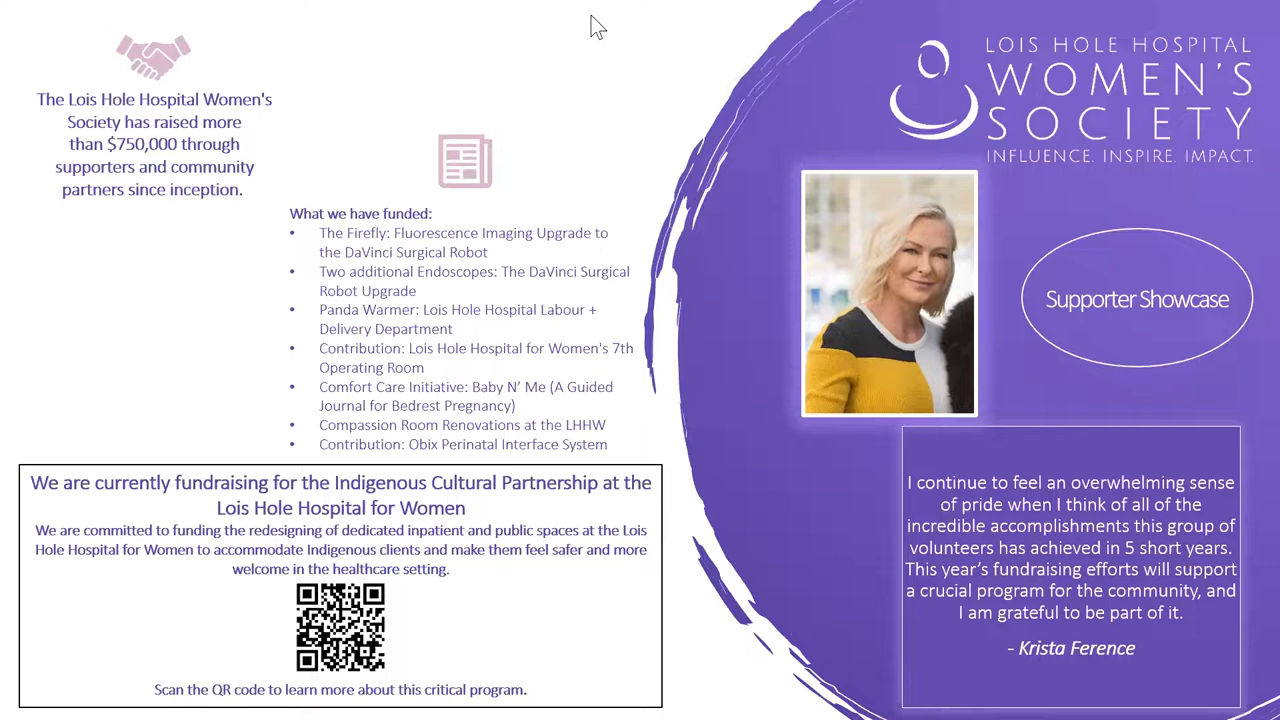 The Lois Hole Hospital Women's
Society has raised more
than $750,000 through
supporters and community
partners since inception.
What we have funded:
• The Firefly: Fluorescence Imaging Upgrade to
the DaVinci Surgical Robot
• Two additional Endoscopes: The DaVinci Surgical
Robot Upgrade
• Panda Warmer: Lois Hole Hospital Labour +
Delivery Department
• Contribution: Lois Hole Hospital for Women's 7th
Operating Room
• Comfort Care Initiative: Baby N’ Me (A Guided
Journal for Bedrest Pregnancy)
• Compassion Room Renovations at the LHHW
• Contribution: Obix Perinatal Interface System
We are currently fundraising for the Indigenous Cultural Partnership at the
Lois Hole Hospital for Women
We are committed to funding the redesigning of dedicated inpatient and public spaces at the Lois
Hole Hospital for Women to accommodate Indigenous clients and make them feel safer and more
welcome in the healthcare setting.
Scan the QR code to learn more about this critical program.
LOIS HOLE HOSPITAL
WOMEN'S
SOCIETY
INFLUENCE. INSPIRE. IMPACT.
Supporter Showcase
I continue to feel an overwhelming sense
of pride when I think of all of the
incredible accomplishments this group of
volunteers has achieved in 5 short years.
This year’s fundraising efforts will support
a crucial program for the community, and
I am grateful to be part of it.
- Krista Ference